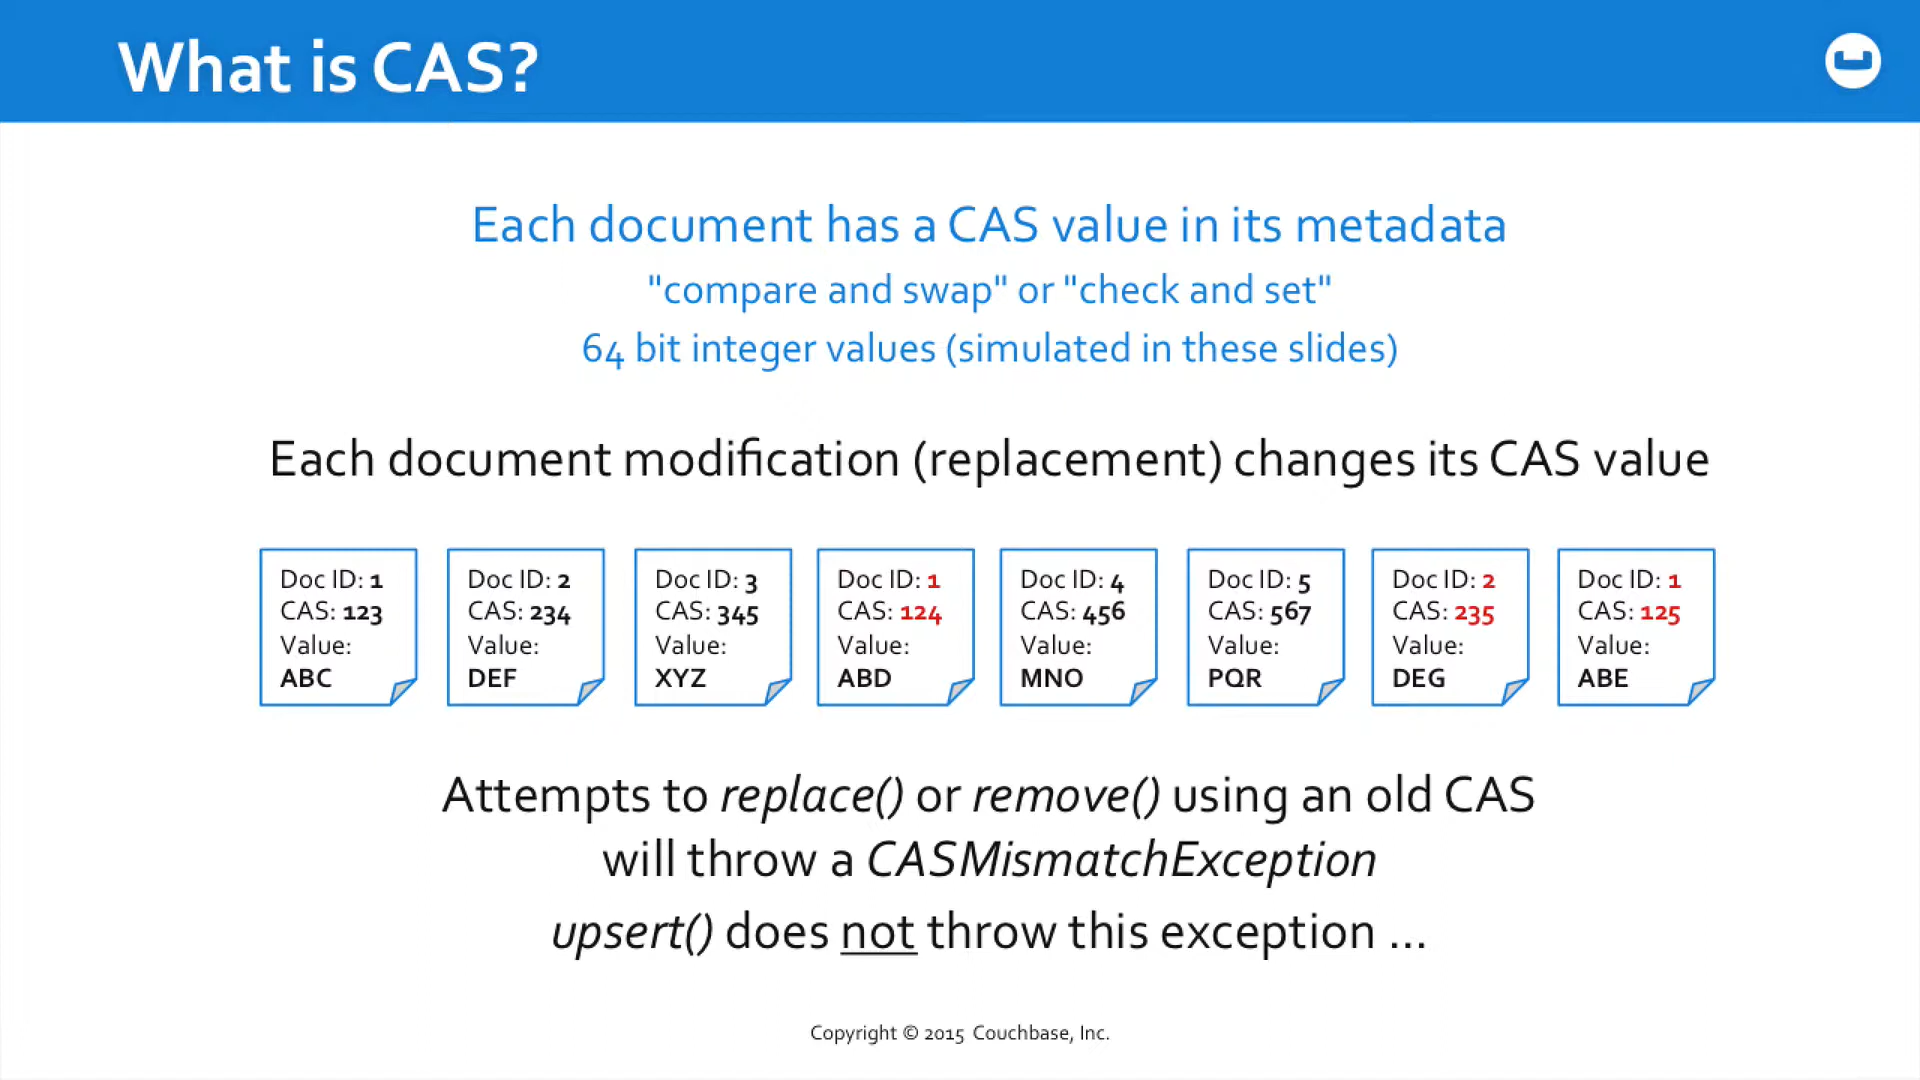 What is CAS?
Each document has a CAS value in its metadata
"compare and swap" or "check and set"
64 bit integer values (simulated in these slides)
Each document modification (replacement) changes its CAS value
Doc ID: 1
CAS: 123
Value:
ABC
Doc ID: 2
CAS: 234
Value:
DEF
Doc ID: 3
CAS: 345
Value:
XYZ
Doc ID: 1
CAS: 124
Value:
ABD
Doc ID: 4
CAS: 456
Value:
MNO
Doc ID: 5
CAS: 567
Value:
PQR
Doc ID: 2
CAS: 235
Value:
DEG
Doc ID: 1
CAS: 125
Value:
ABE
Attempts to replace() or remove() using an old CAS
will throw a CASMismatchException
upsert() does not throw this exception ...
Copyright © 2015 Couchbase, Inc.